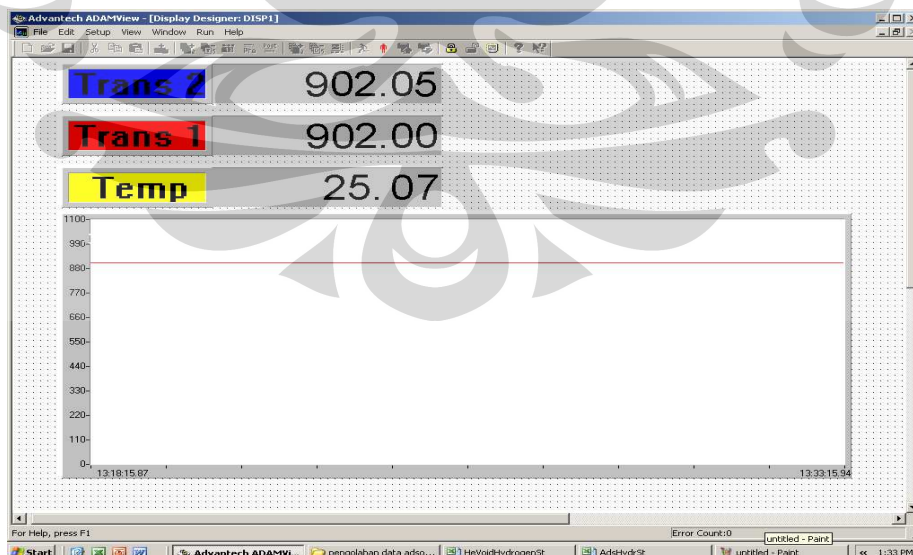 Advantech ADAMView - [Display Designer: DISP1]
File Edit Setup View Window Run Help
Trans 2 902.05
Trans 1 902.00
Temp 25.07
1100
990
880
770
660
550
440
330
220
110
0
13:18:15.87 13:33:15.94
For Help, press F1 Error Count:0
untitled - Paint
Start Advantech ADAMVi... pengolahan data adso... HeVoidHydrogenSt AdsHydrSt untitled - Paint 1:33 PM